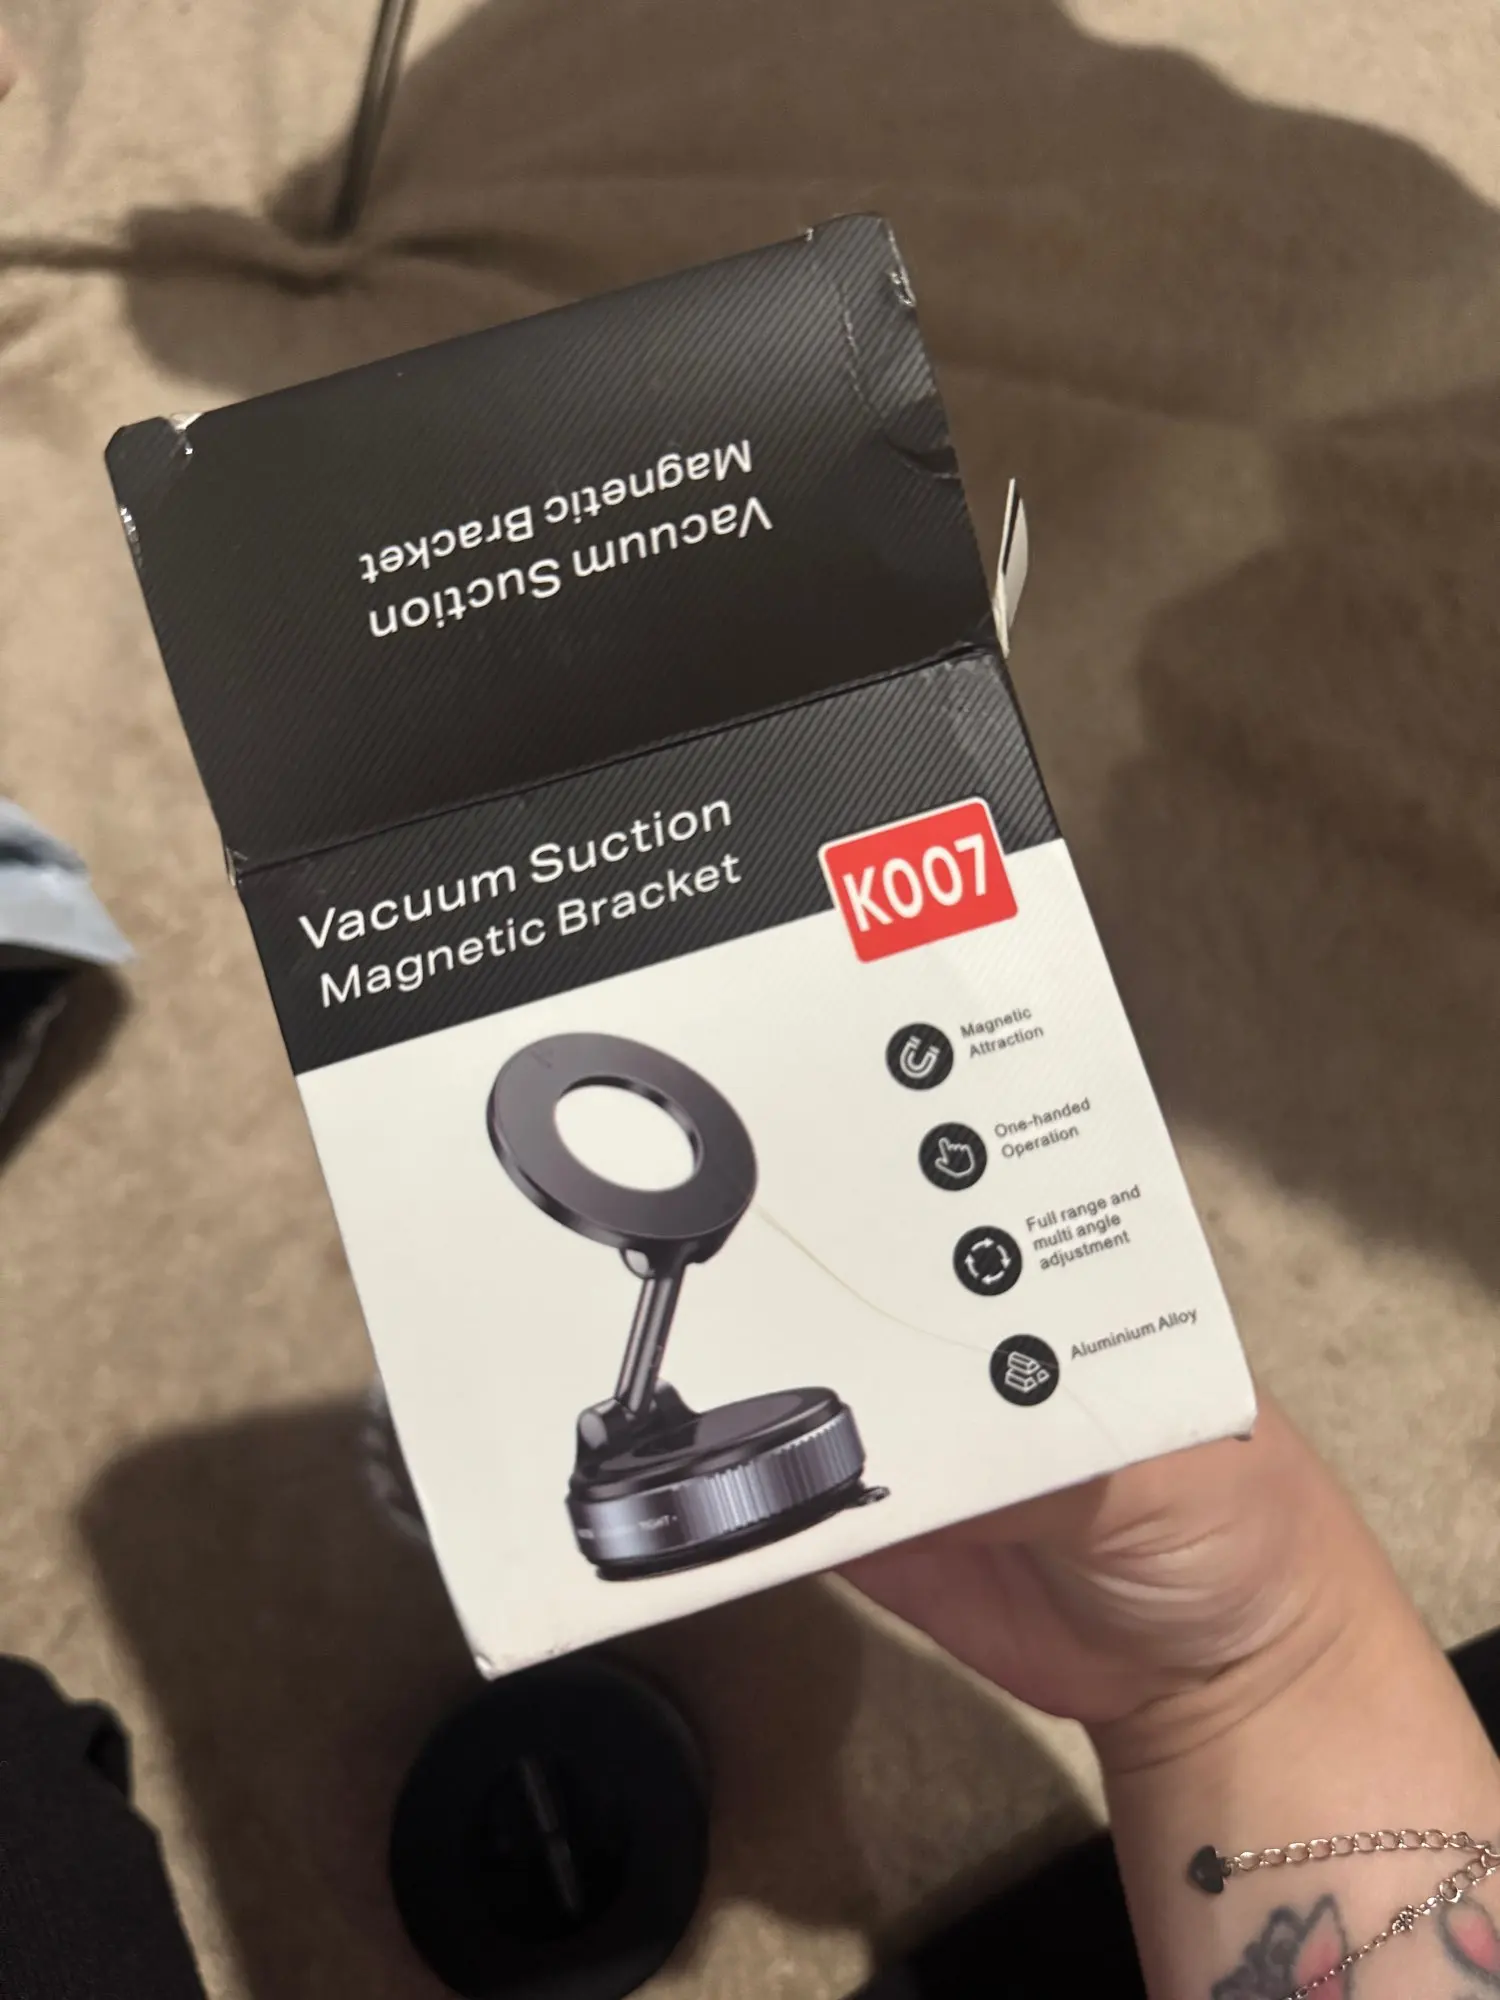 Vacuum Suction
Magnetic Bracket
Vacuum Suction
Magnetic Bracket
K007
Magnetic
Attraction
One-handed
Operation
Full range and
multi angle
adjustment
Aluminium Alloy
TIGHT